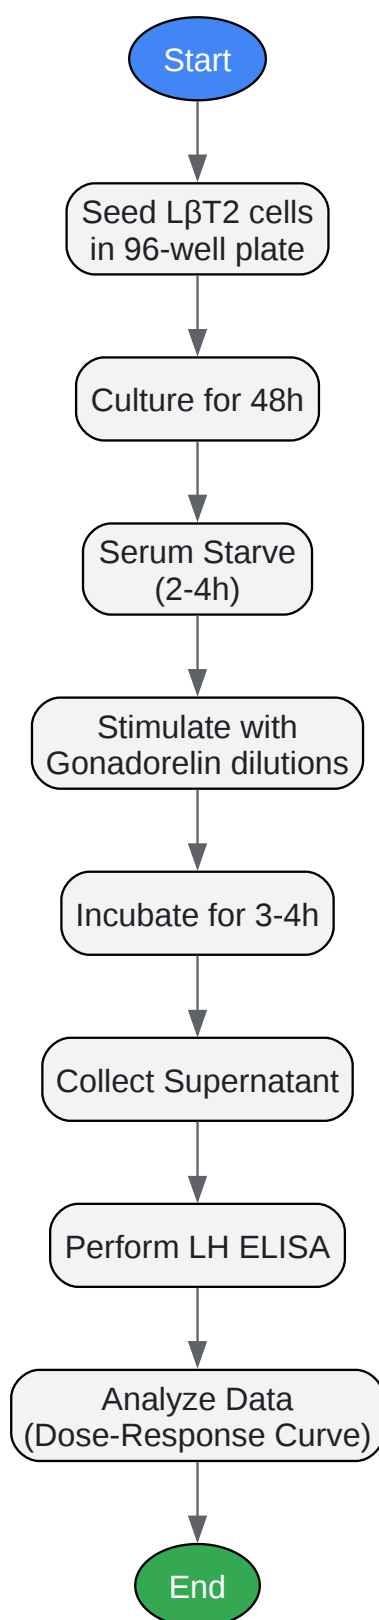 Start
Seed LβT2 cells
in 96-well plate
Culture for 48h
Serum Starve
(2-4h)
Stimulate with
Gonadorelin dilutions
Incubate for 3-4h
Collect Supernatant
Perform LH ELISA
Analyze Data
(Dose-Response Curve)
End